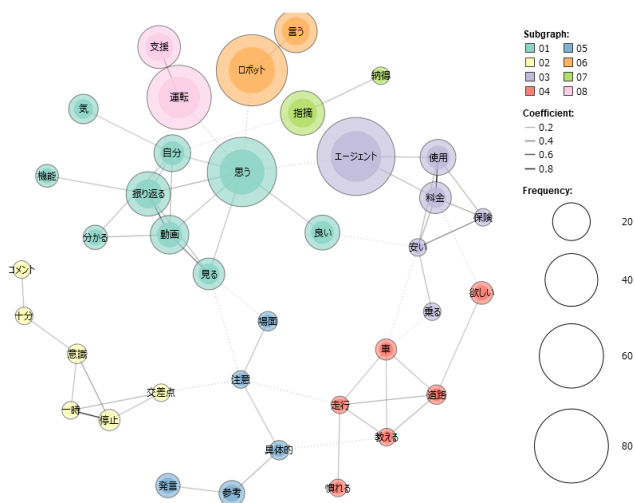 言う
支援
ロボット
運転
納得
指摘
気
自分
エージェント
使用
思う
機能
振り返る
料金
保険
分かる
動画
良い
安い
コメント
見る
欲しい
十分
場面
乗る
意識
車
注意
交差点
道路
一時
停止
走行
教える
具体的
発言
参考
慣れる
Subgraph:
01 05
02 06
03 07
04 08
Coefficient:
0.2
0.4
0.6
0.8
Frequency:
20
40
60
80